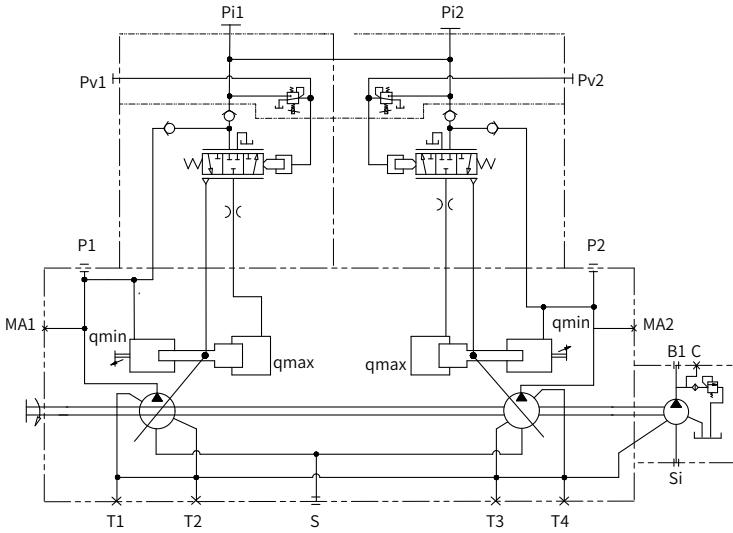 Pi1 Pi2
Pv1 Pv2
P1 P2
MA1 MA2
qmin qmin
B1 C
qmax qmax
Si
T1 T2 S T3 T4